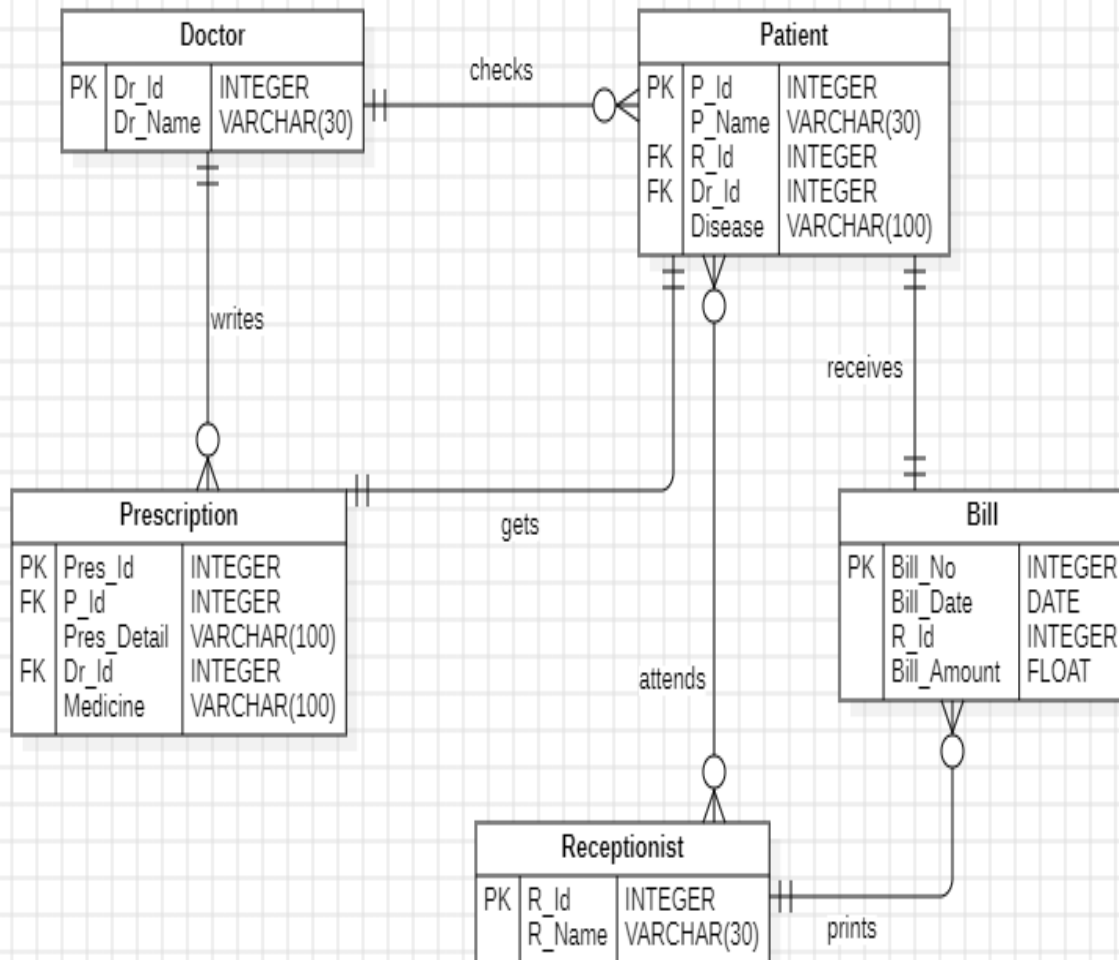 Doctor
PK Dr_Id INTEGER
Dr_Name VARCHAR(30)
checks
Patient
PK P_Id INTEGER
P_Name VARCHAR(30)
FK R_Id INTEGER
FK Dr_Id INTEGER
Disease VARCHAR(100)
writes
receives
gets
Prescription
PK Pres_Id INTEGER
FK P_Id INTEGER
Pres_Detail VARCHAR(100)
FK Dr_Id INTEGER
Medicine VARCHAR(100)
Bill
PK Bill_No INTEGER
Bill_Date DATE
R_Id INTEGER
Bill_Amount FLOAT
attends
Receptionist
PK R_Id INTEGER
R_Name VARCHAR(30)
prints